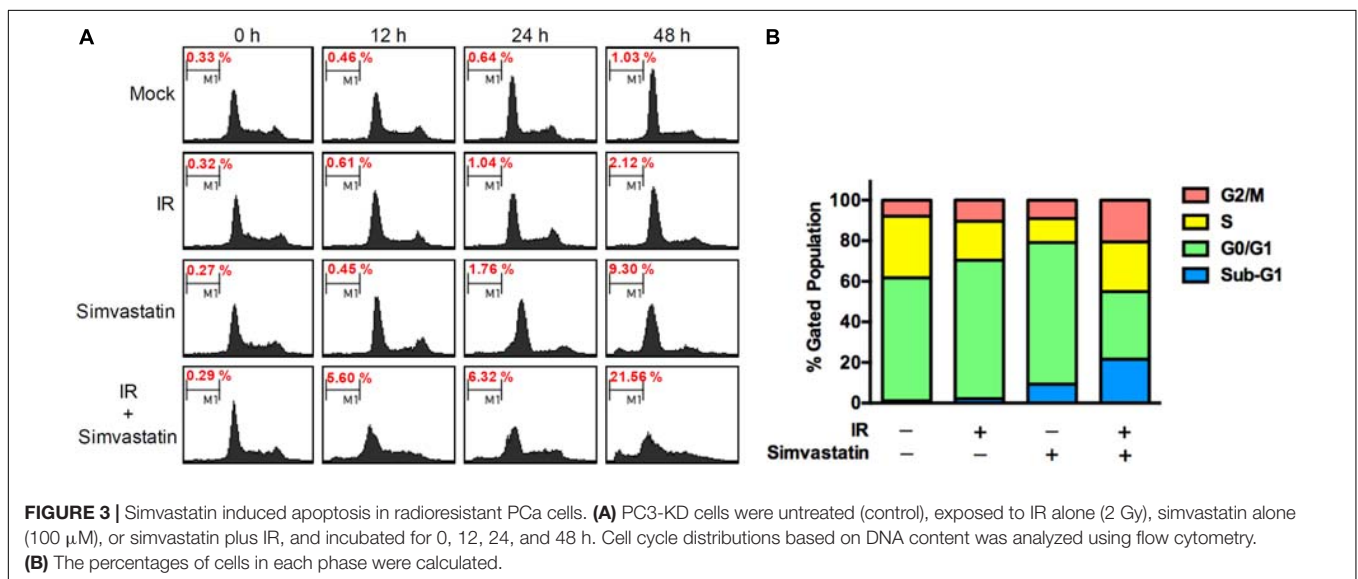 A
B
0 h 12 h 24 h 48 h
Mock
0.33 % 0.46 % 0.64 % 1.03 %
M1 M1 M1 M1
IR
0.32 % 0.61 % 1.04 % 2.12 %
M1 M1 M1 M1
Simvastatin
0.27 % 0.45 % 1.76 % 9.30 %
M1 M1 M1 M1
IR
+
Simvastatin
0.29 % 5.60 % 6.32 % 21.56 %
M1 M1 M1 M1
% Gated Population
100
80
60
40
20
0
IR − + − +
Simvastatin − − + +
G2/M
S
G0/G1
Sub-G1
FIGURE 3 | Simvastatin induced apoptosis in radioresistant PCa cells. (A) PC3-KD cells were untreated (control), exposed to IR alone (2 Gy), simvastatin alone
(100 μM), or simvastatin plus IR, and incubated for 0, 12, 24, and 48 h. Cell cycle distributions based on DNA content was analyzed using flow cytometry.
(B) The percentages of cells in each phase were calculated.